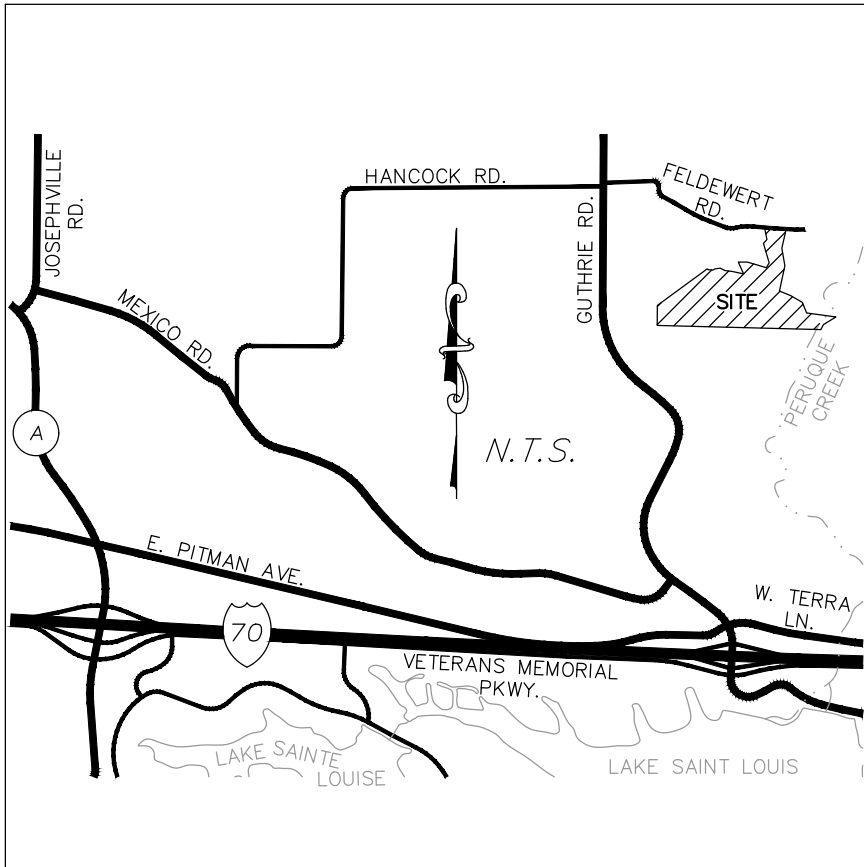 JOSEPHVILLE
RD.
HANCOCK RD.
FELDEWERT
RD.
GUTHRIE RD.
SITE
MEXICO RD.
PERUQUE
CREEK
A
N.T.S.
E. PITMAN AVE.
W. TERRA
LN.
70
VETERANS MEMORIAL
PKWY.
LAKE SAINTE
LOUISE
LAKE SAINT LOUIS